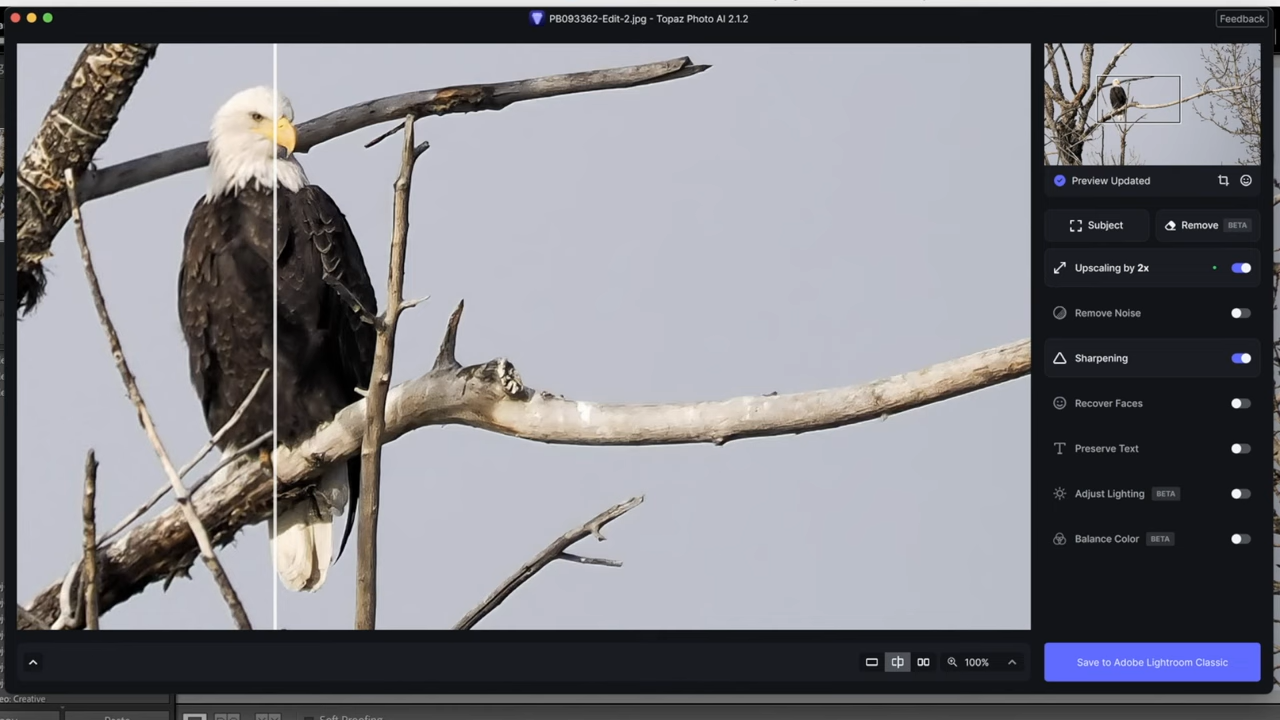 PB093362-Edit-2.jpg - Topaz Photo AI 2.1.2
Feedback
Preview Updated
Subject
Remove BETA
Upscaling by 2x
Remove Noise
Sharpening
Recover Faces
Preserve Text
Adjust Lighting BETA
Balance Color BETA
100%
Save to Adobe Lightroom Classic
eo: Creative
Soft Proofing